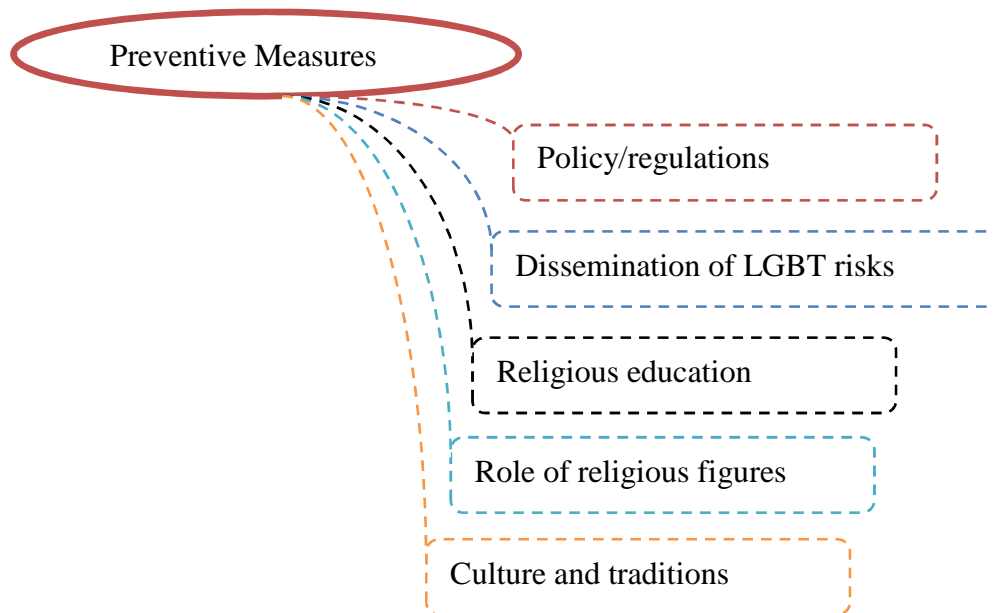 Preventive Measures
Policy/regulations
Dissemination of LGBT risks
Religious education
Role of religious figures
Culture and traditions